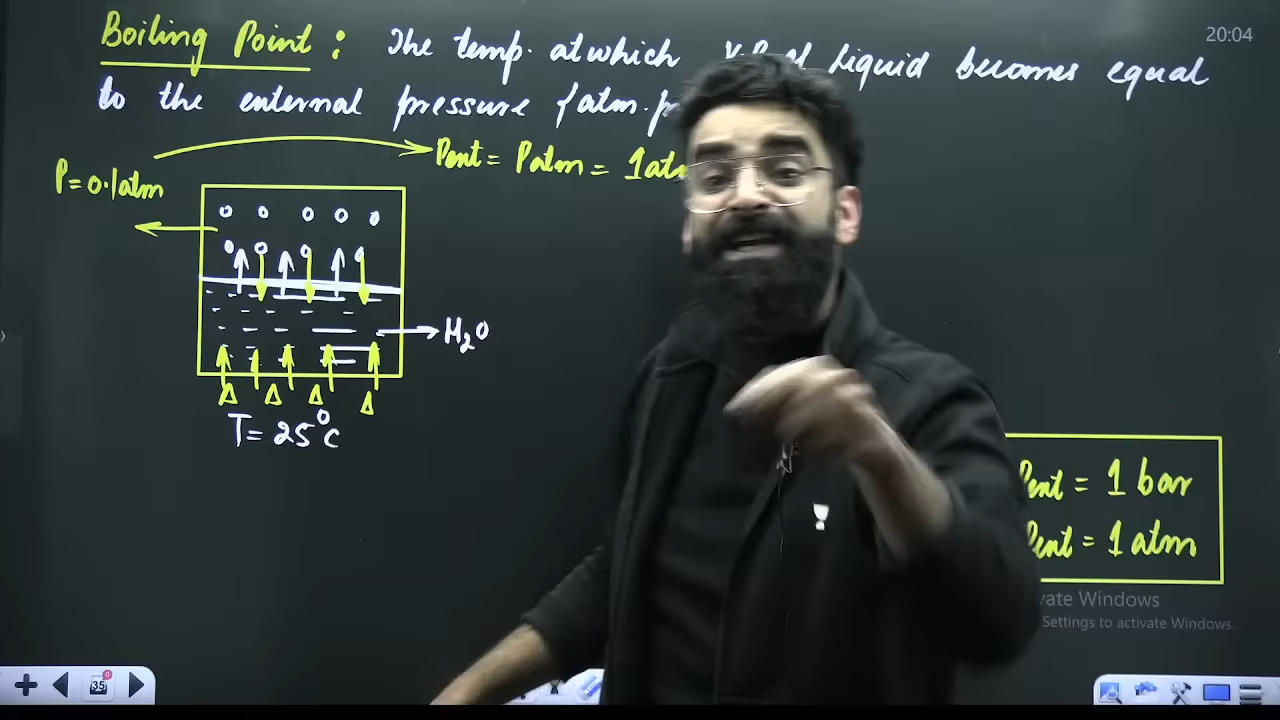 20:04
Boiling Point : The temp. at which Liquid becomes equal
to the external pressure (atm.
Pext = Patm = 1atm
P=0.1atm
H₂O
Δ Δ Δ Δ
T= 25°C
Pext = 1 bar
Pext = 1 atm
vate Windows
Settings to activate Windows.
35